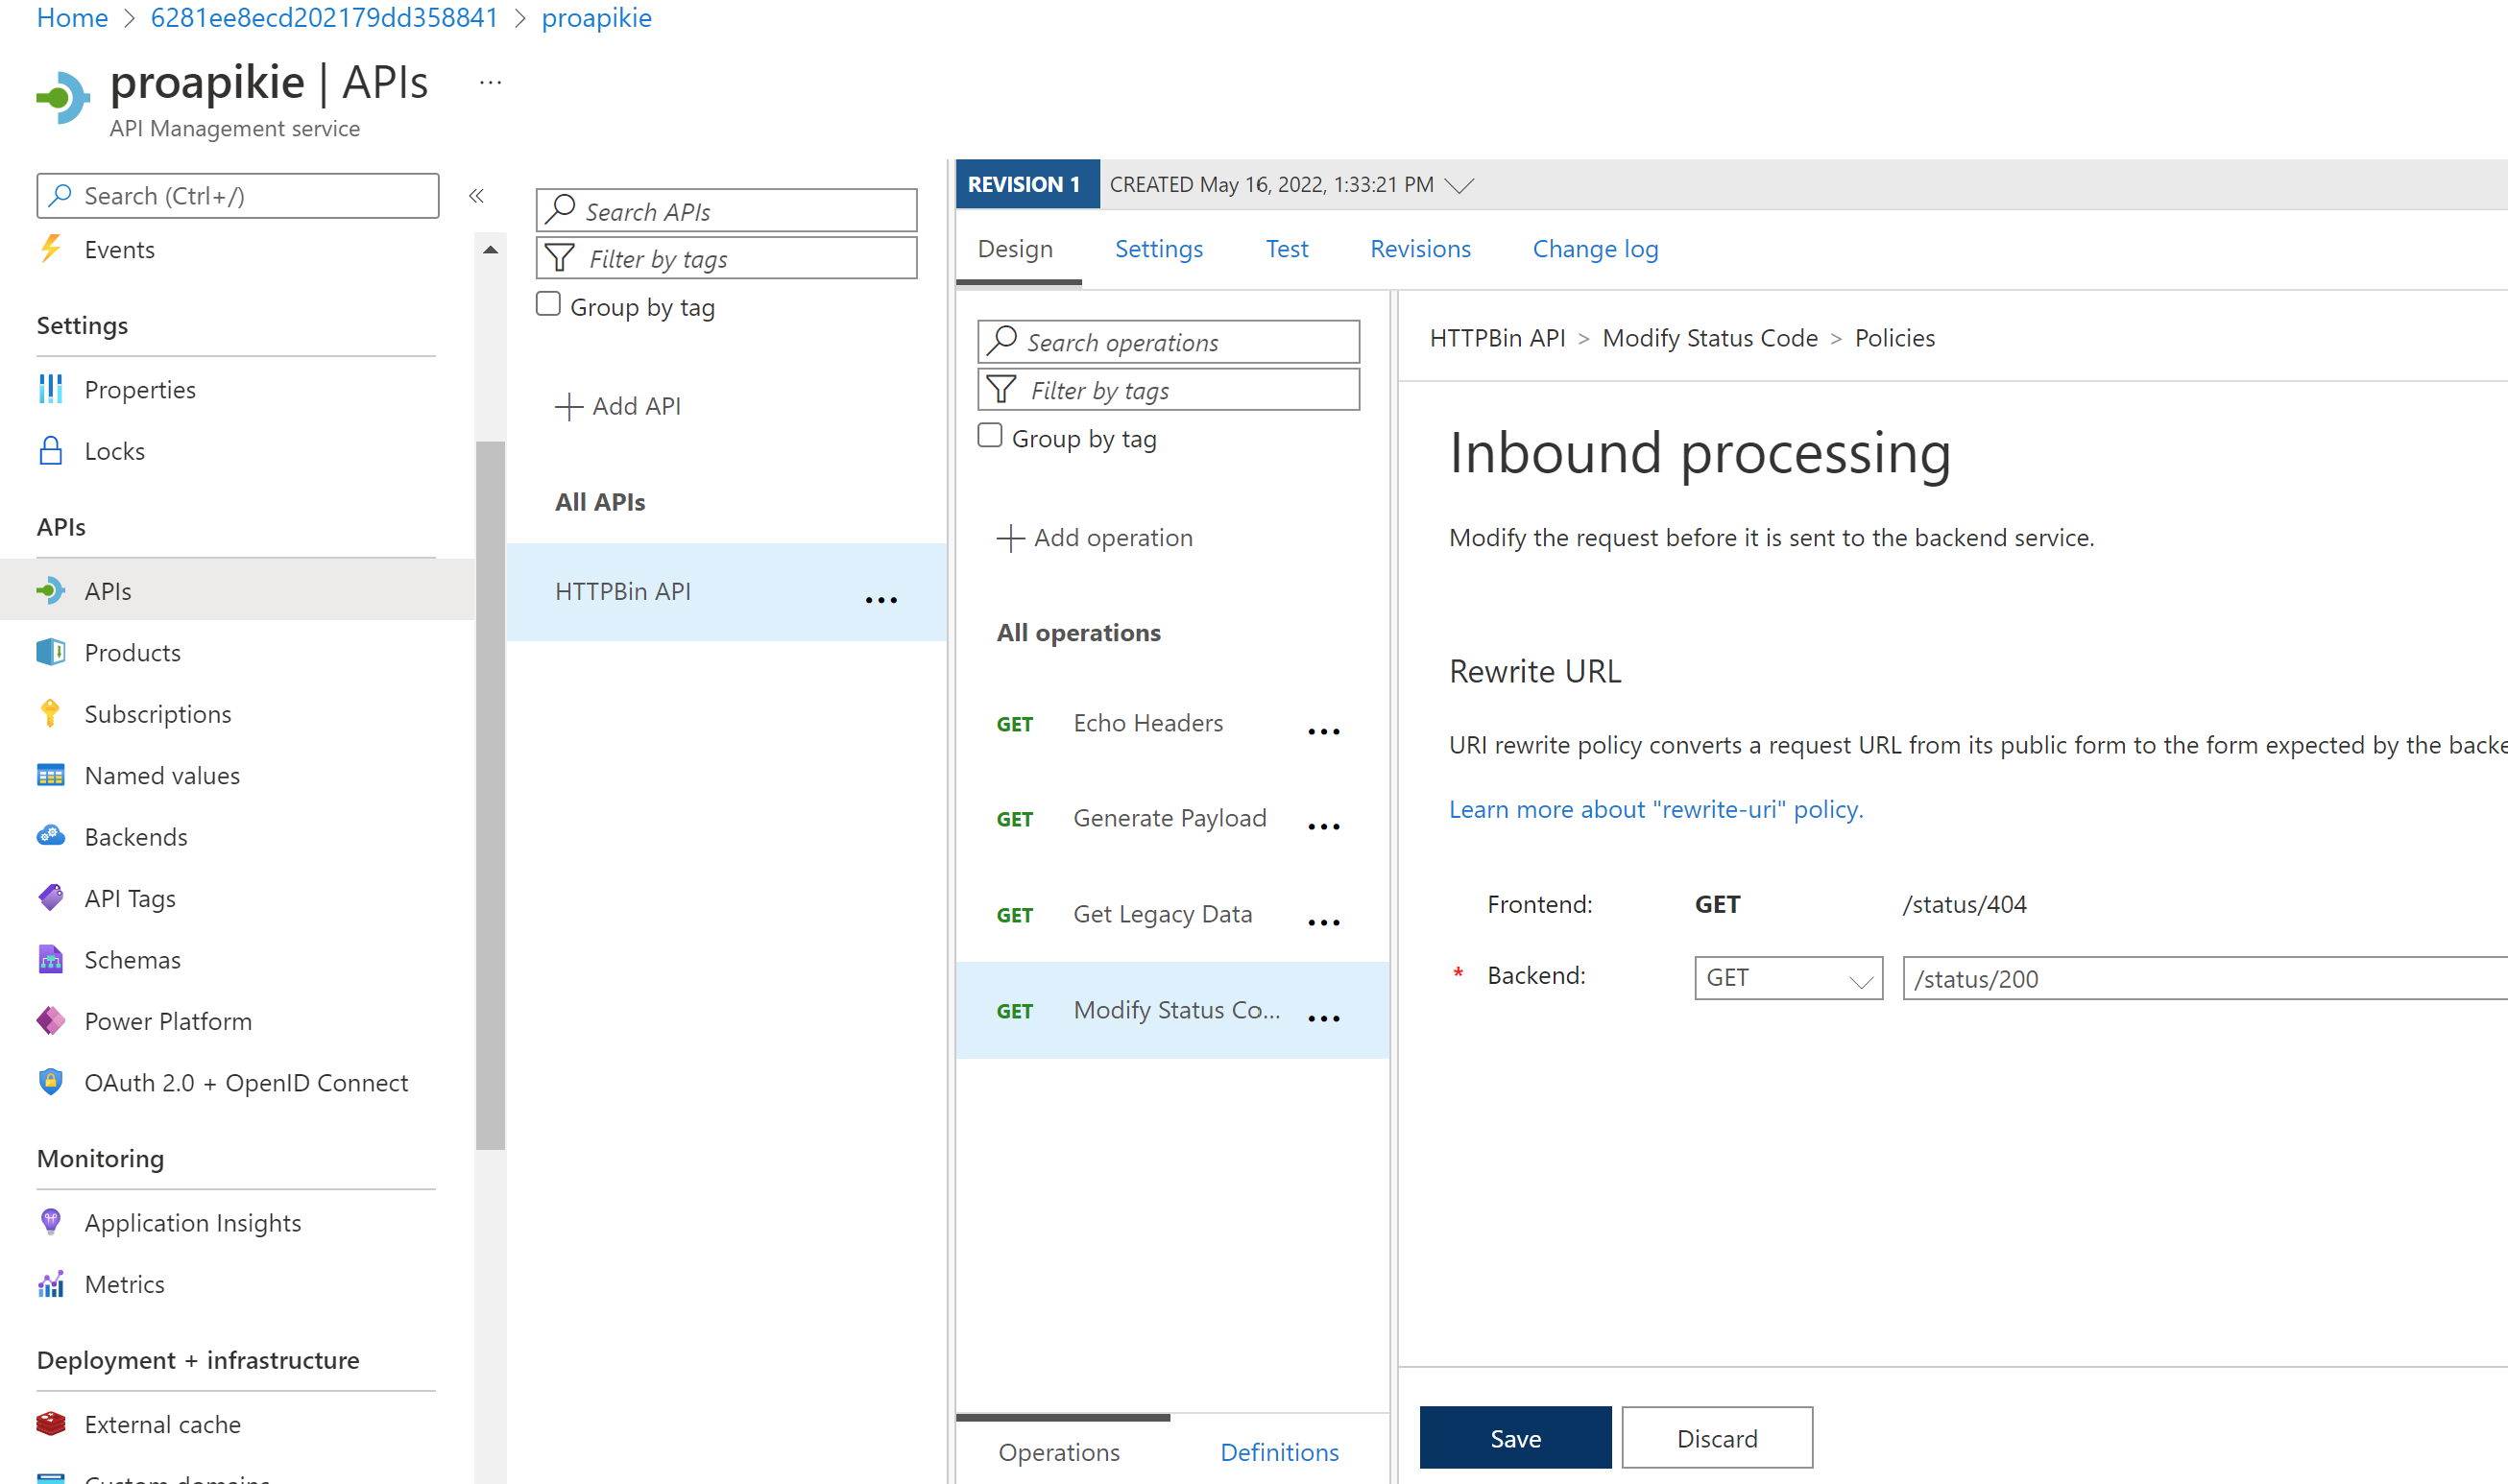 Home > 6281ee8ecd202179dd358841 > proapikie
proapikie | APIs ...
API Management service
Search (Ctrl+/) «
Events
Settings
Properties
Locks
APIs
APIs
Products
Subscriptions
Named values
Backends
API Tags
Schemas
Power Platform
OAuth 2.0 + OpenID Connect
Monitoring
Application Insights
Metrics
Deployment + infrastructure
External cache
Custom domains
Search APIs
Filter by tags
Group by tag
+ Add API
All APIs
HTTPBin API ...
REVISION 1 CREATED May 16, 2022, 1:33:21 PM
Design Settings Test Revisions Change log
Search operations
Filter by tags
Group by tag
+ Add operation
All operations
GET Echo Headers ...
GET Generate Payload ...
GET Get Legacy Data ...
GET Modify Status Co... ...
Operations Definitions
HTTPBin API > Modify Status Code > Policies
Inbound processing
Modify the request before it is sent to the backend service.
Rewrite URL
URI rewrite policy converts a request URL from its public form to the form expected by the backe
Learn more about "rewrite-uri" policy.
Frontend: GET /status/404
* Backend: GET /status/200
Save Discard